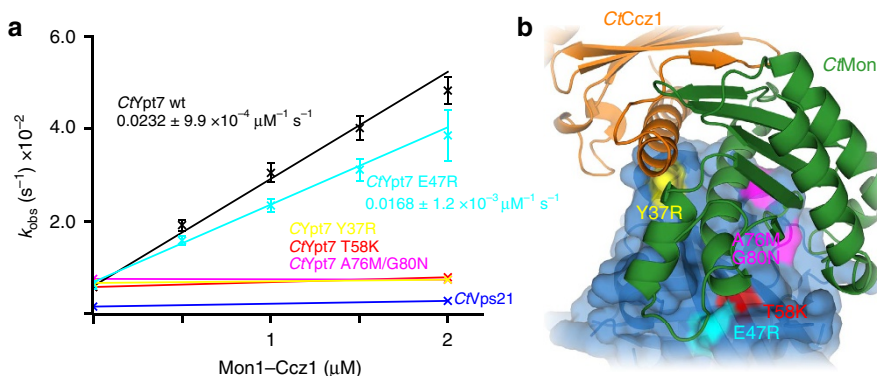 a
6.0
4.0
2.0
kobs (s⁻¹) ×10⁻²
CtYpt7 wt
0.0232 ± 9.9 ×10⁻⁴ μM⁻¹ s⁻¹
CtYpt7 E47R
0.0168 ± 1.2 ×10⁻³ μM⁻¹ s⁻¹
CYpt7 Y37R
CtYpt7 T58K
CtYpt7 A76M/G80N
CtVps21
1
2
Mon1–Ccz1 (μM)
b
CtCcz1
CtMon
Y37R
A76M
G80N
T58K
E47R